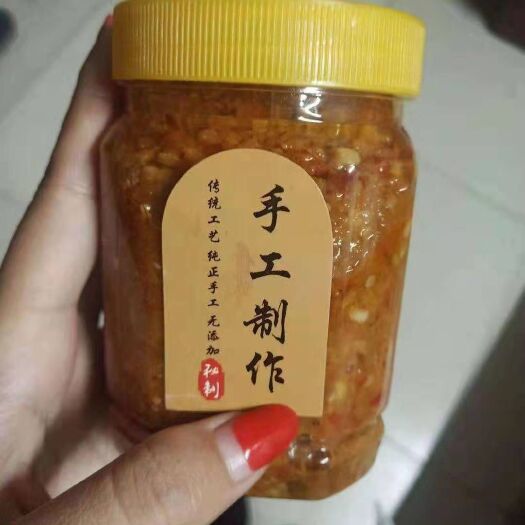 手工制作
传统工艺 纯正手工 无添加
秘制